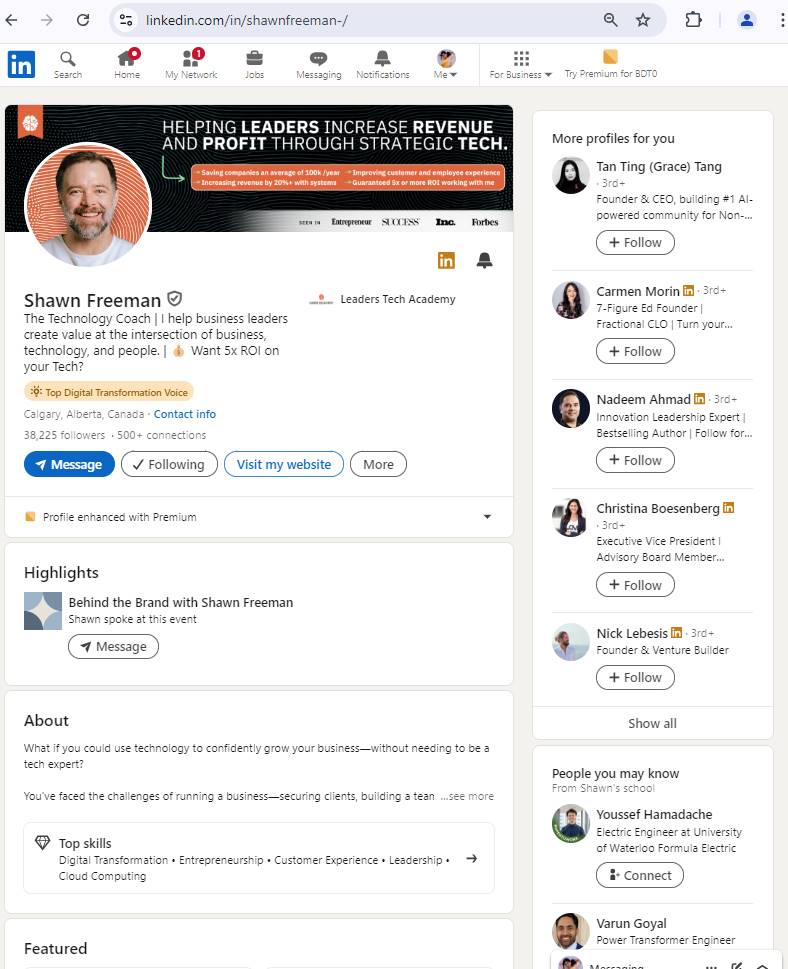 linkedin.com/in/shawnfreeman-/
in
Search
Home
1
My Network
Jobs
Messaging
Notifications
Me
For Business
Try Premium for BDT0
HELPING LEADERS INCREASE REVENUE
AND PROFIT THROUGH STRATEGIC TECH.
Saving companies an average of 100k /year → Improving customer and employee experience
Increasing revenue by 20%+ with systems → Guaranteed 5x or more ROI working with me
SEEN IN Entrepreneur SUCCESS Inc. Forbes
in
Shawn Freeman
Leaders Tech Academy
The Technology Coach | I help business leaders
create value at the intersection of business,
technology, and people. | 💰 Want 5x ROI on
your Tech?
Top Digital Transformation Voice
Calgary, Alberta, Canada · Contact info
38,225 followers · 500+ connections
Message
Following
Visit my website
More
Profile enhanced with Premium
Highlights
Behind the Brand with Shawn Freeman
Shawn spoke at this event
Message
About
What if you could use technology to confidently grow your business—without needing to be a
tech expert?
You've faced the challenges of running a business—securing clients, building a team ...see more
Top skills
Digital Transformation • Entrepreneurship • Customer Experience • Leadership •
Cloud Computing
Featured
More profiles for you
Tan Ting (Grace) Tang
· 3rd+
Founder & CEO, building #1 AI-
powered community for Non-...
+ Follow
Carmen Morin in · 3rd+
7-Figure Ed Founder |
Fractional CLO | Turn your...
+ Follow
Nadeem Ahmad in · 3rd+
Innovation Leadership Expert |
Bestselling Author | Follow for...
+ Follow
Christina Boesenberg in
· 3rd+
Executive Vice President I
Advisory Board Member...
+ Follow
Nick Lebesis in · 3rd+
Founder & Venture Builder
+ Follow
Show all
People you may know
From Shawn's school
Youssef Hamadache
Electric Engineer at University
of Waterloo Formula Electric
Connect
Varun Goyal
Power Transformer Engineer
Messaging